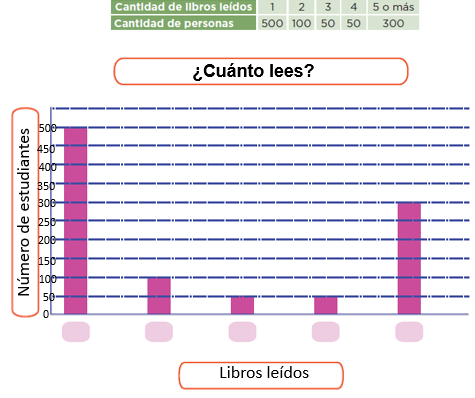 Cantidad de libros leídos 1 2 3 4 5 o más
Cantidad de personas 500 100 50 50 300
¿Cuánto lees?
Número de estudiantes
500
450
400
350
300
250
200
150
100
50
0
Libros leídos